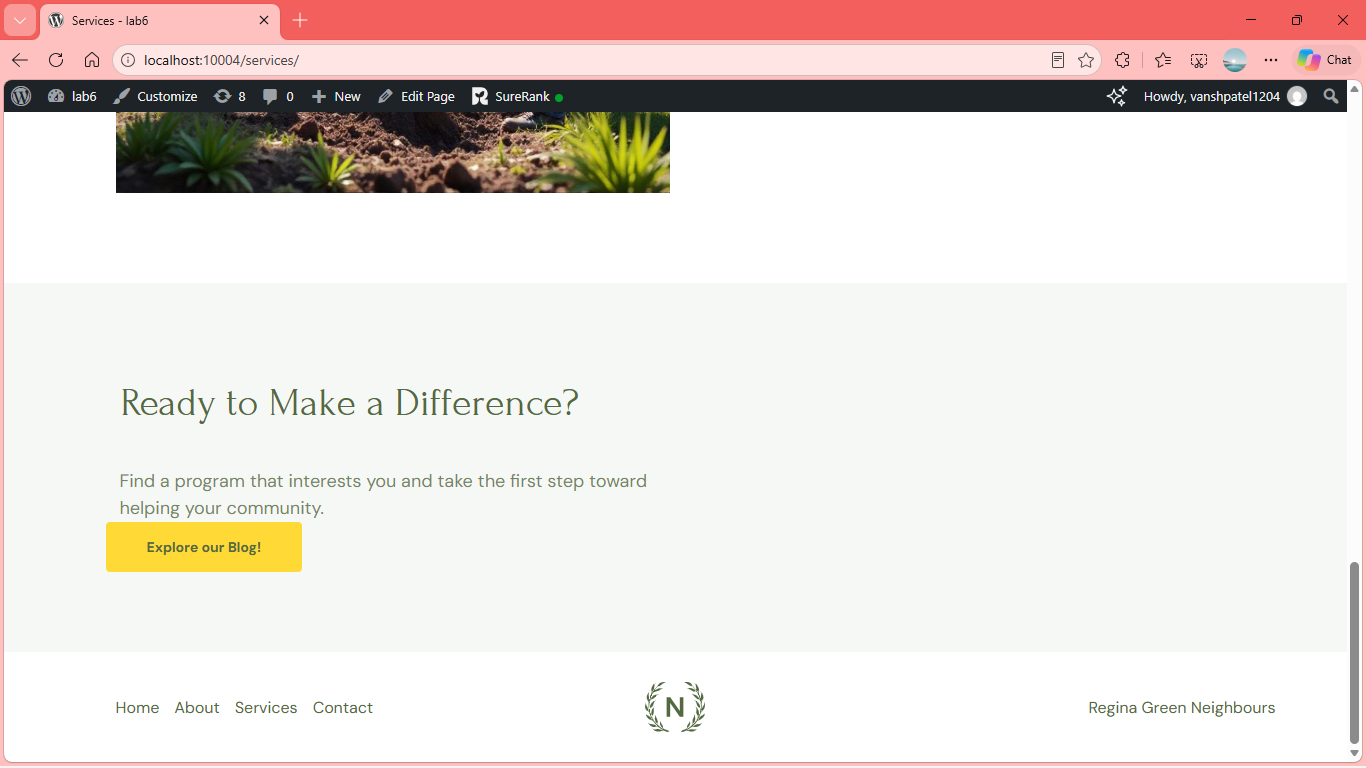 Services - lab6
localhost:10004/services/
Chat
lab6 Customize 8 0 New Edit Page SureRank Howdy, vanshpatel1204
Ready to Make a Difference?
Find a program that interests you and take the first step toward
helping your community.
Explore our Blog!
Home About Services Contact N Regina Green Neighbours